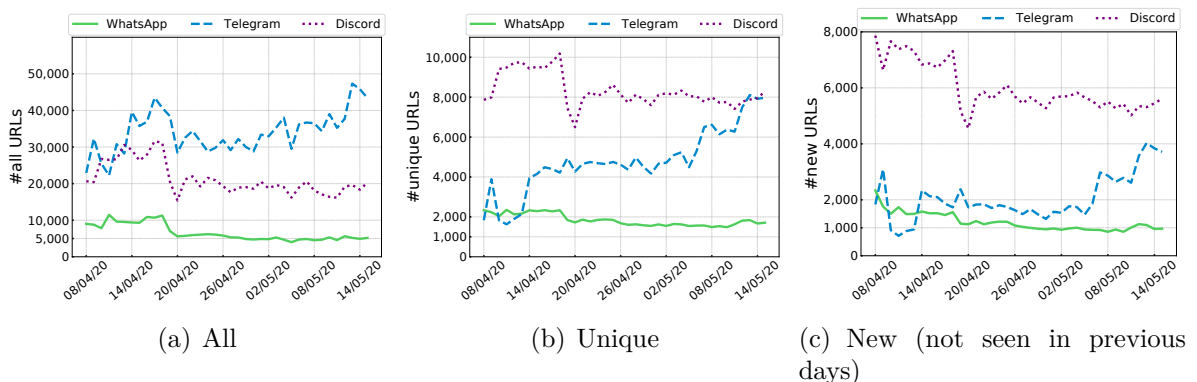 WhatsApp Telegram Discord
#all URLs
50,000
40,000
30,000
20,000
10,000
5,000
0
08/04/20 14/04/20 20/04/20 26/04/20 02/05/20 08/05/20 14/05/20
(a) All
WhatsApp Telegram Discord
#unique URLs
10,000
8,000
6,000
4,000
2,000
1,000
0
08/04/20 14/04/20 20/04/20 26/04/20 02/05/20 08/05/20 14/05/20
(b) Unique
WhatsApp Telegram Discord
#new URLs
8,000
6,000
4,000
2,000
1,000
0
08/04/20 14/04/20 20/04/20 26/04/20 02/05/20 08/05/20 14/05/20
(c) New (not seen in previous
days)